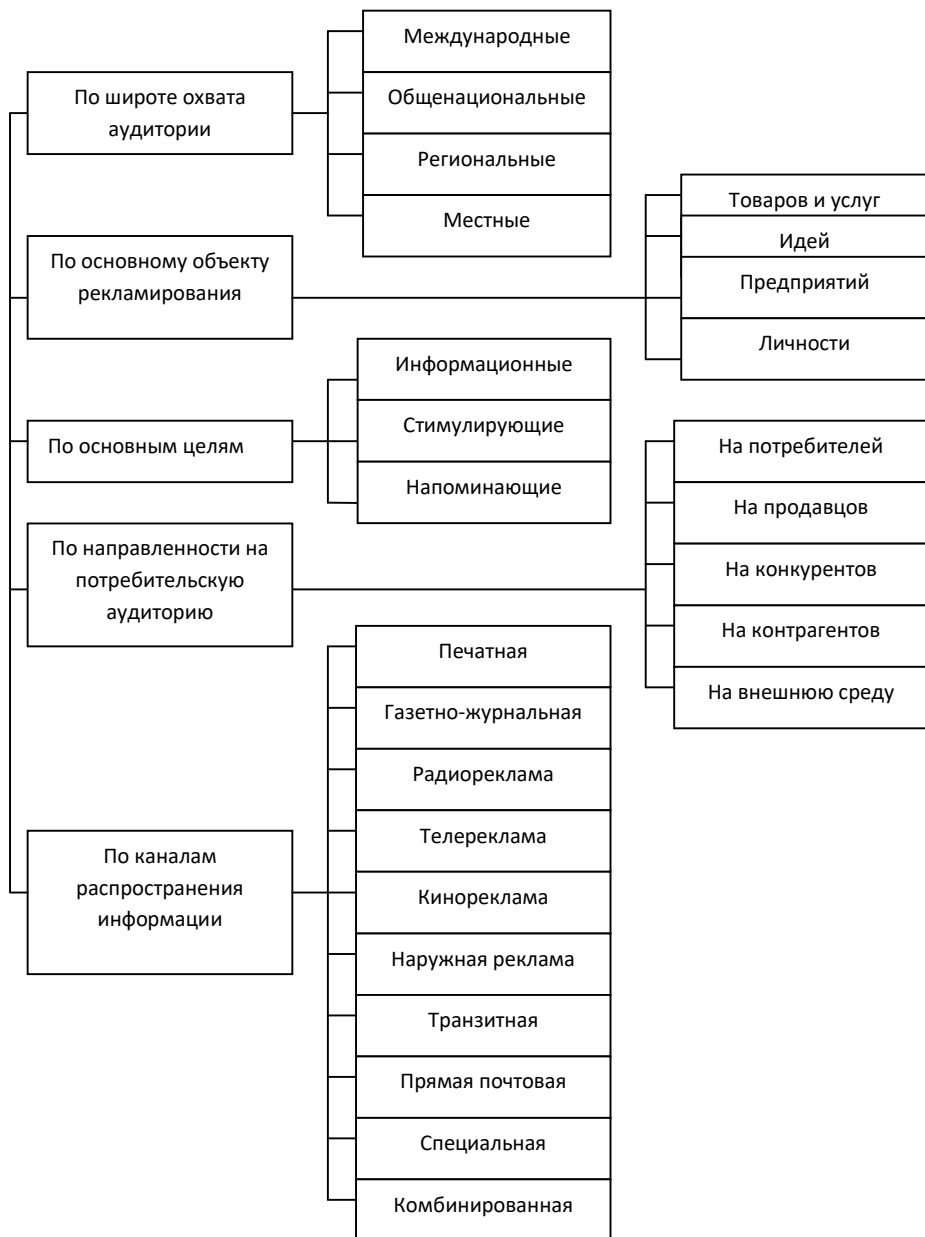 По широте охвата
аудитории
Международные
Общенациональные
Региональные
Местные
По основному объекту
рекламирования
Товаров и услуг
Идей
Предприятий
Личности
По основным целям
Информационные
Стимулирующие
Напоминающие
По направленности на
потребительскую
аудиторию
На потребителей
На продавцов
На конкурентов
На контрагентов
На внешнюю среду
По каналам
распространения
информации
Печатная
Газетно-журнальная
Радиореклама
Телереклама
Кинореклама
Наружная реклама
Транзитная
Прямая почтовая
Специальная
Комбинированная